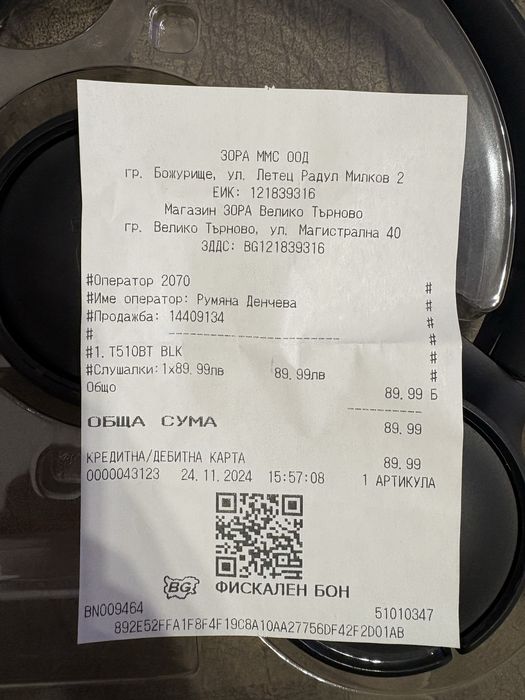 ЗОРА ММС ООД
гр. Божурище, ул. Летец Радул Милков 2
ЕИК: 121839316
Магазин ЗОРА Велико Търново
гр. Велико Търново, ул. Магистрална 40
ЗДДС: BG121839316
#Оператор 2070 #
#Име оператор: Румяна Денчева #
#Продажба: 14409134 #
# -------------------- #
#1. T510BT BLK #
#Слушалки: 1x89.99лв 89.99лв #
Общо 89.99 Б
---------
ОБЩА СУМА 89.99
КРЕДИТНА/ДЕБИТНА КАРТА 89.99
0000043123 24.11.2024 15:57:08 1 АРТИКУЛА
BG ФИСКАЛЕН БОН
BN009464 51010347
892E52FFA1F8F4F19C8A10AA27756DF42F2D01AB